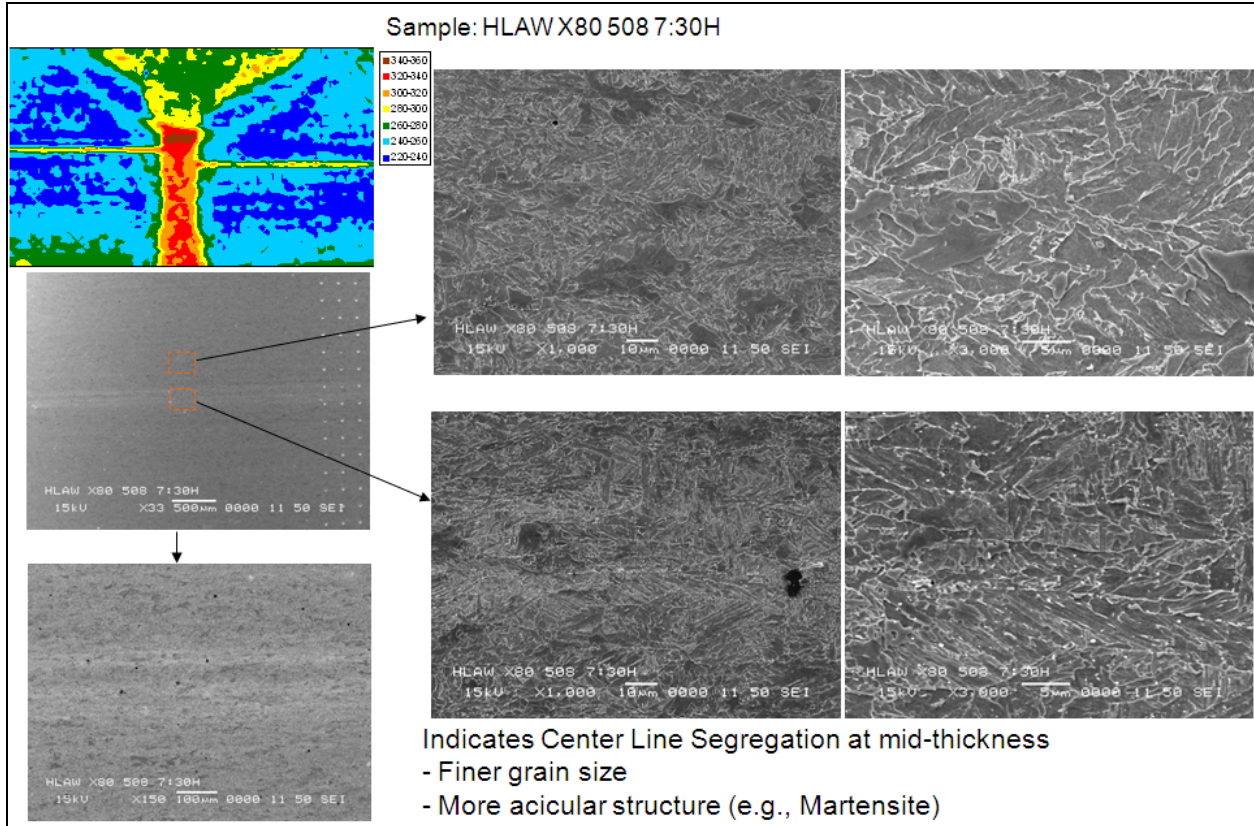 Sample: HLAW X80 508 7:30H
340-360
320-340
300-320
280-300
260-280
240-260
220-240
HLAW X80 508 7:30H
15kV X1,000 10µm 0000 11 50 SEI
HLAW X80 508 7:30H
15kV X3,000 5µm 0000 11 50 SEI
HLAW X80 508 7:30H
15kV X33 500µm 0000 11 50 SEI
HLAW X80 508 7:30H
15kV X1,000 10µm 0000 11 50 SEI
HLAW X80 508 7:30H
15kV X3,000 5µm 0000 11 50 SEI
HLAW X80 508 7:30H
15kV X150 100µm 0000 11 50 SEI
Indicates Center Line Segregation at mid-thickness
- Finer grain size
- More acicular structure (e.g., Martensite)